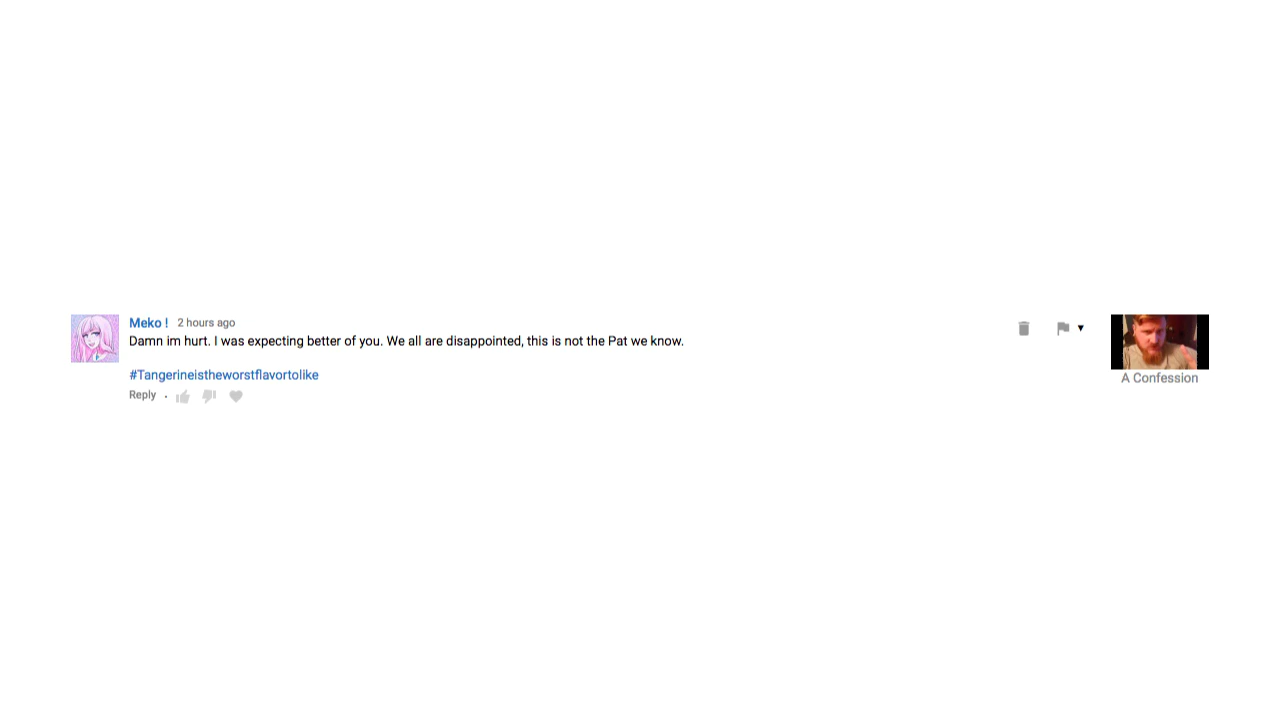 Meko ! 2 hours ago
Damn im hurt. I was expecting better of you. We all are disappointed, this is not the Pat we know.
#Tangerineistheworstflavortolike
Reply ·
A Confession